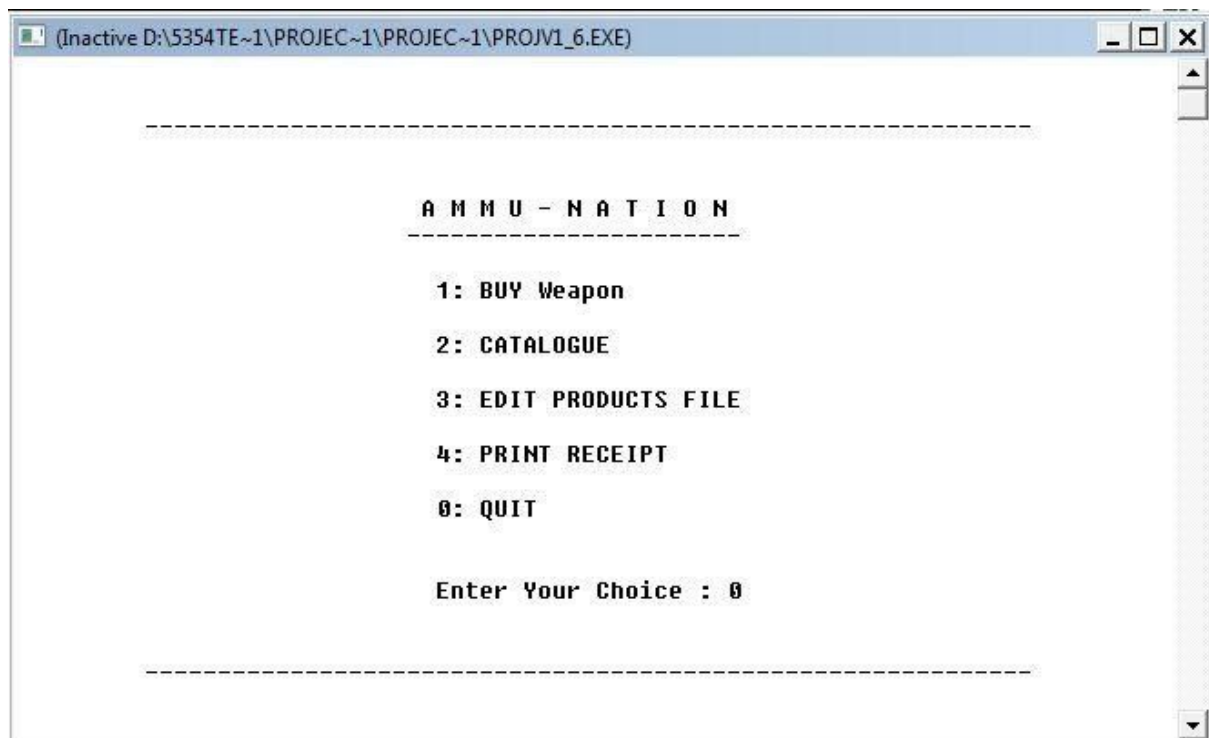 (Inactive D:\5354TE~1\PROJEC~1\PROJEC~1\PROJV1_6.EXE)
A M M U - N A T I O N
1: BUY Weapon
2: CATALOGUE
3: EDIT PRODUCTS FILE
4: PRINT RECEIPT
0: QUIT
Enter Your Choice : 0